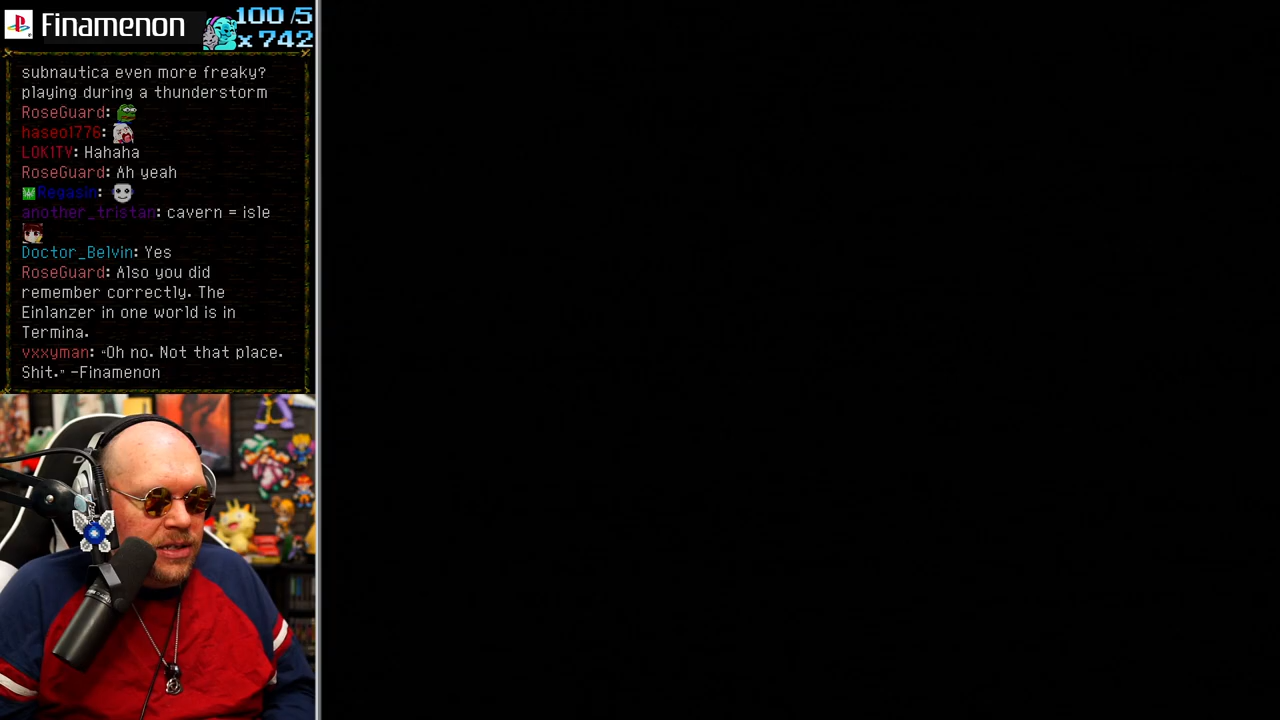 Finamenon
100/5
x 742
subnautica even more freaky?
playing during a thunderstorm
RoseGuard:
haseo1776:
LOK1TV: Hahaha
RoseGuard: Ah yeah
Regasin:
another_tristan: cavern = isle
Doctor_Belvin: Yes
RoseGuard: Also you did
remember correctly. The
Einlanzer in one world is in
Termina.
vxxyman: "Oh no. Not that place.
Shit." -Finamenon